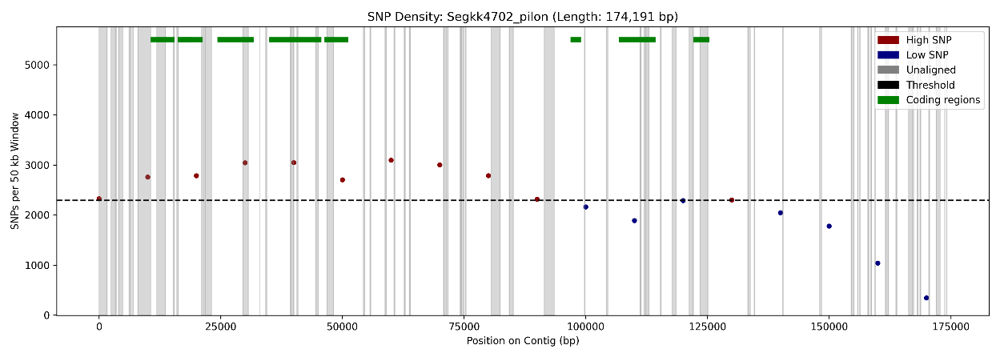 SNP Density: Segkk4702_pilon (Length: 174,191 bp)
SNPs per 50 kb Window
5000
4000
3000
2000
1000
0
High SNP
Low SNP
Unaligned
Threshold
Coding regions
0 25000 50000 75000 100000 125000 150000 175000
Position on Contig (bp)